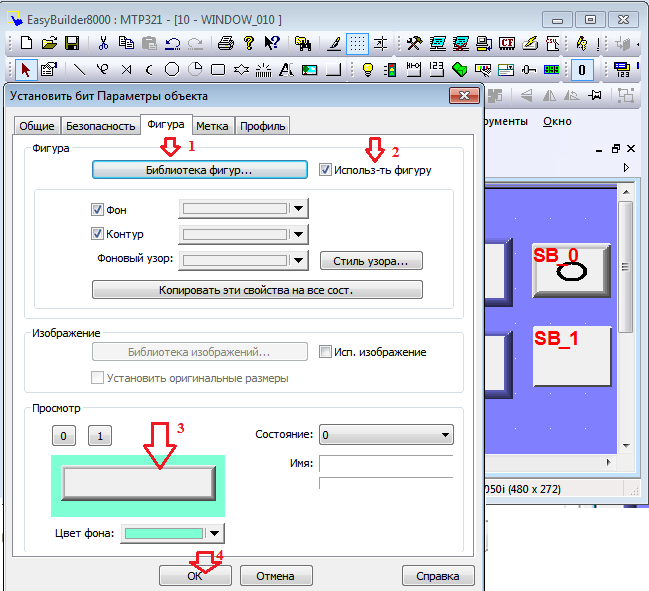 EasyBuilder8000 : MTP321 - [10 - WINDOW_010 ]
Установить бит Параметры объекта
рументы Окно
Общие Безопасность Фигура Метка Профиль
1 2
Фигура
Библиотека фигур... Использ-ть фигуру
Фон
Контур
Фоновый узор: Стиль узора...
Копировать эти свойства на все сост.
SB_0
SB_1
Изображение
Библиотека изображений... Исп. изображение
Установить оригинальные размеры
Просмотр
0 1 3 Состояние: 0
Имя:
050i (480 x 272)
Цвет фона:
4
OK Отмена Справка